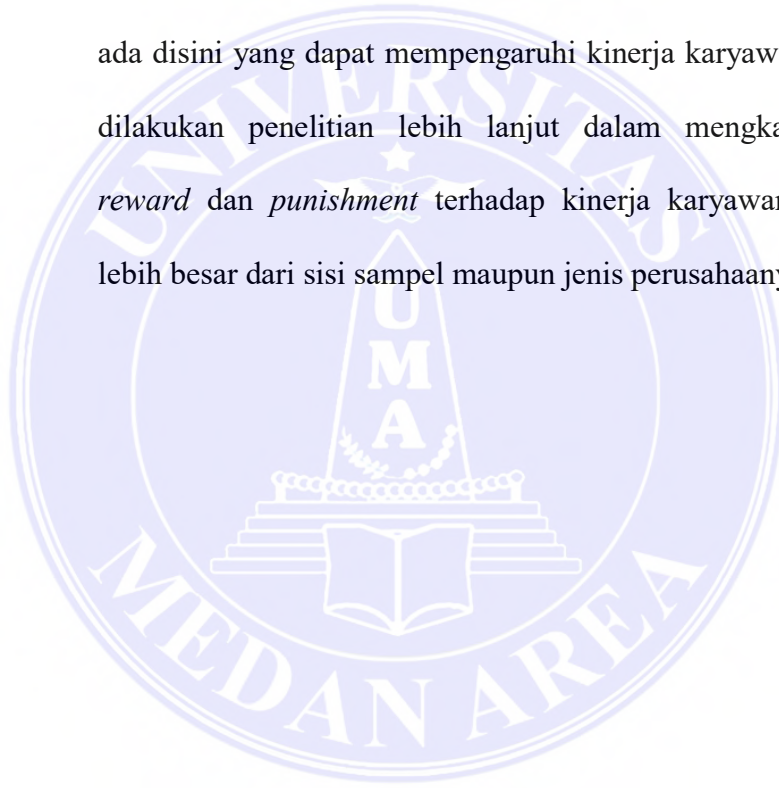 ada disini yang dapat mempengaruhi kinerja karyaw
dilakukan penelitian lebih lanjut dalam mengka
reward dan punishment terhadap kinerja karyawan
lebih besar dari sisi sampel maupun jenis perusahaany
UNIVERSITAS
UMA
MEDAN AREA